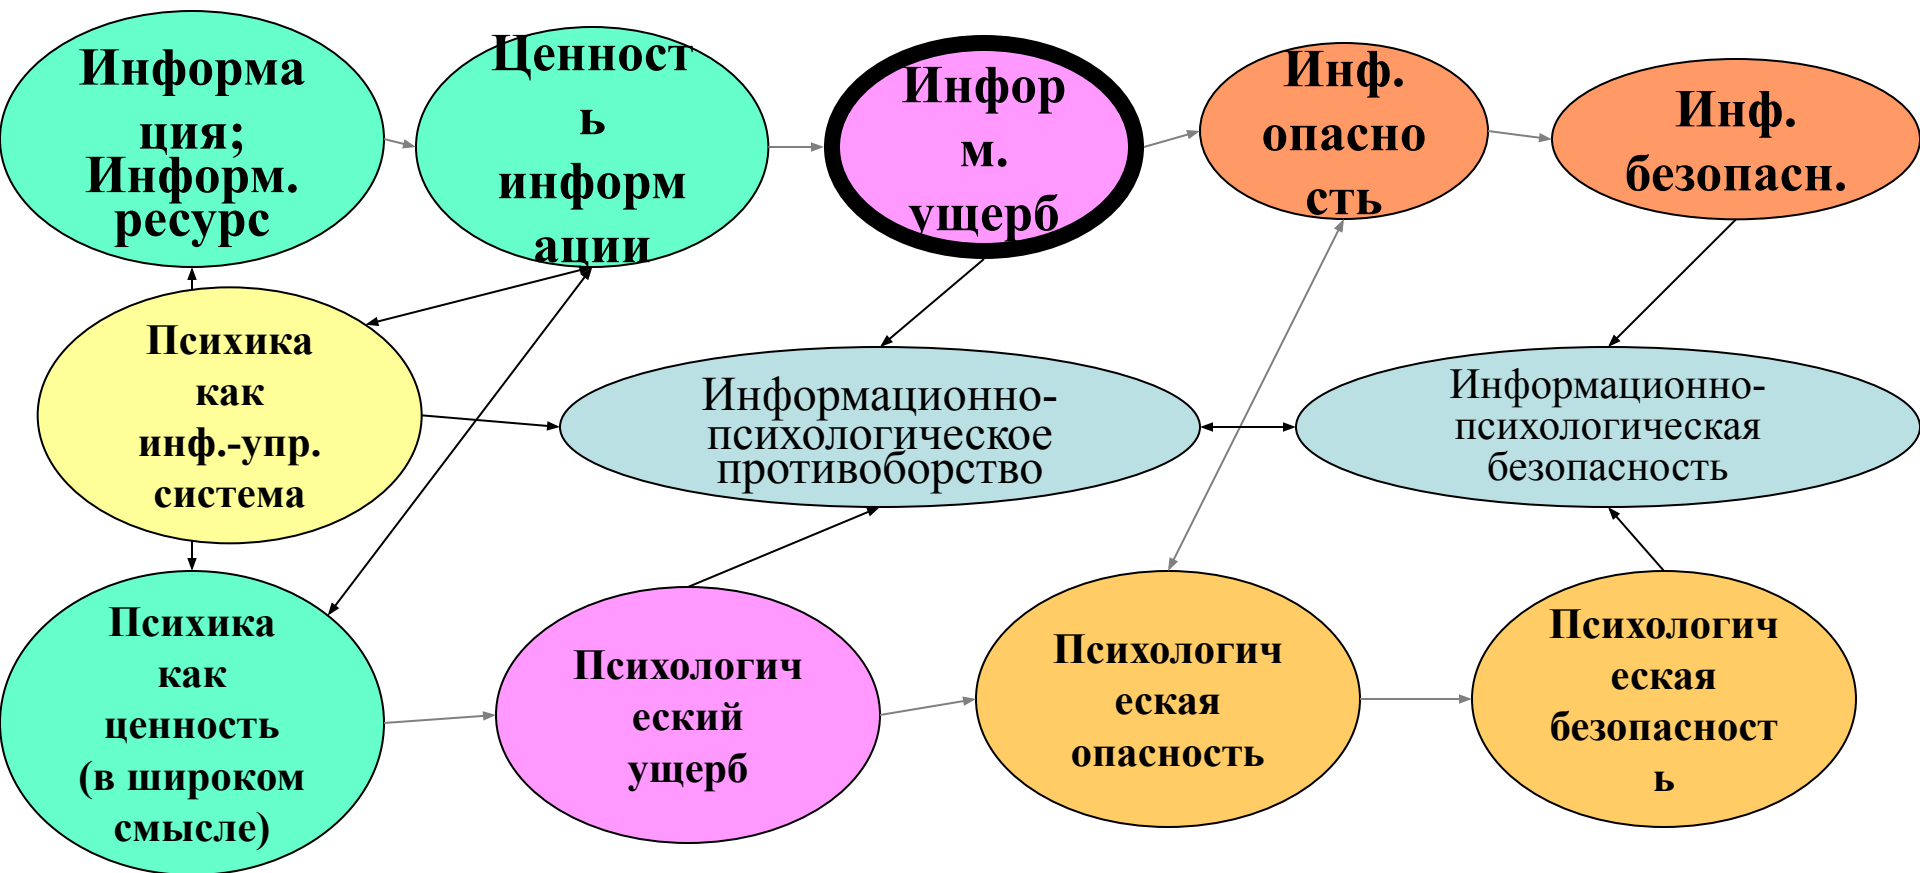 Информа
ция;
Информ.
ресурс
Ценност
ь
информ
ации
Инфор
м.
ущерб
Инф.
опасно
сть
Инф.
безопасн.
Психика
как
инф.-упр.
система
Информационно-
психологическое
противоборство
Информационно-
психологическая
безопасность
Психика
как
ценность
(в широком
смысле)
Психологич
еский
ущерб
Психологич
еская
опасность
Психологич
еская
безопасност
ь